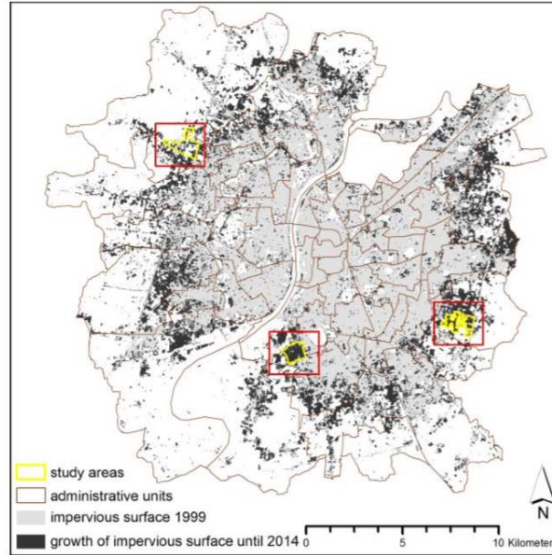 study areas
administrative units
impervious surface 1999
growth of impervious surface until 2014
0 5 10 Kilometer
N